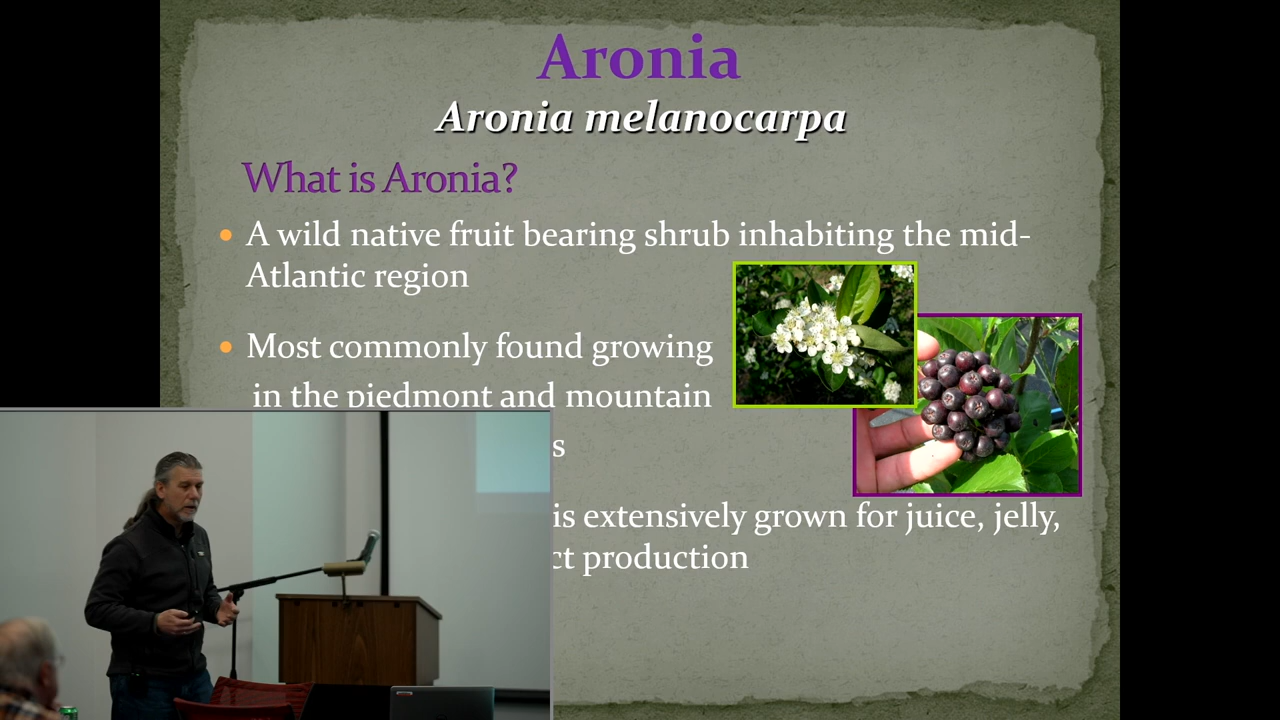 Aronia
Aronia melanocarpa
What is Aronia?
A wild native fruit bearing shrub inhabiting the mid-
Atlantic region
Most commonly found growing
in the piedmont and mountain
s
is extensively grown for juice, jelly,
ct production